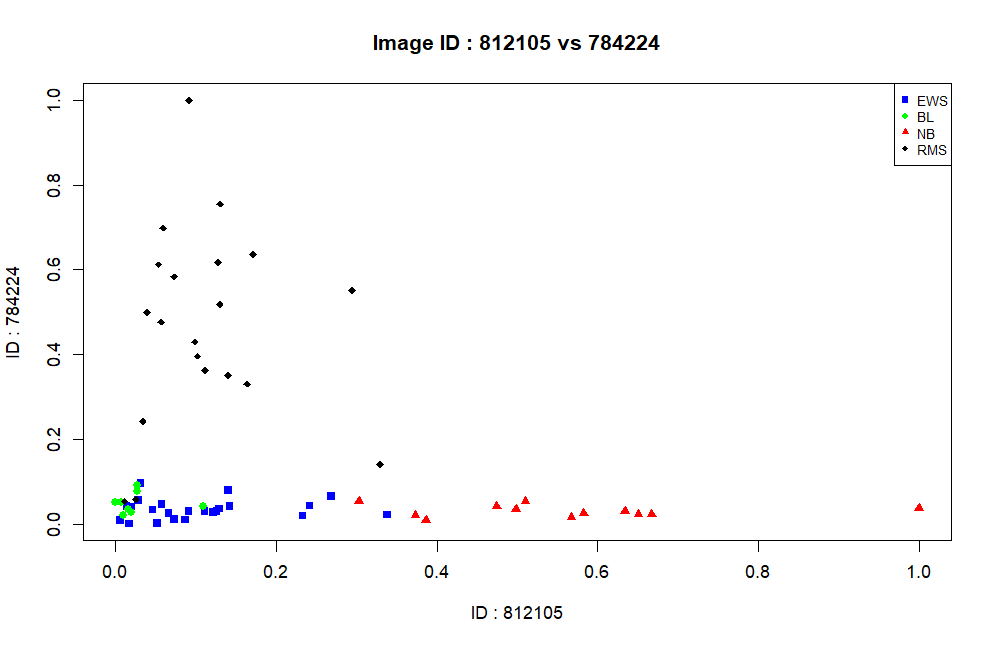 Image ID : 812105 vs 784224
EWS
BL
NB
RMS
1.0
0.8
0.6
0.4
0.2
0.0
ID : 784224
0.0 0.2 0.4 0.6 0.8 1.0
ID : 812105